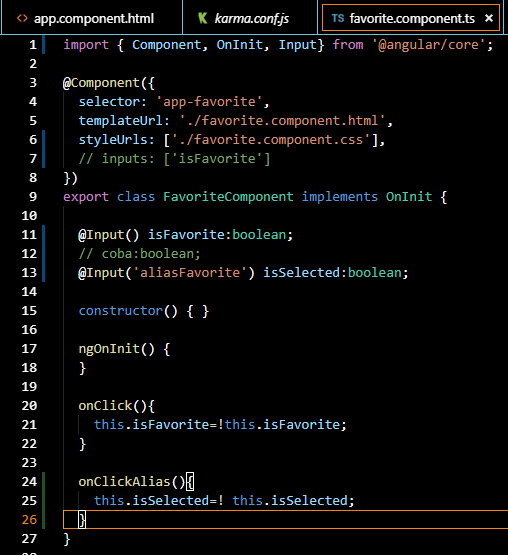 <> app.component.html
karma.conf.js
TS favorite.component.ts ×
1 import { Component, OnInit, Input} from '@angular/core';
2
3 @Component({
4   selector: 'app-favorite',
5   templateUrl: './favorite.component.html',
6   styleUrls: ['./favorite.component.css'],
7   // inputs: ['isFavorite']
8 })
9 export class FavoriteComponent implements OnInit {
10
11   @Input() isFavorite:boolean;
12   // coba:boolean;
13   @Input('aliasFavorite') isSelected:boolean;
14
15   constructor() { }
16
17   ngOnInit() {
18   }
19
20   onClick(){
21     this.isFavorite=!this.isFavorite;
22   }
23
24   onClickAlias(){
25     this.isSelected=! this.isSelected;
26   }
27 }